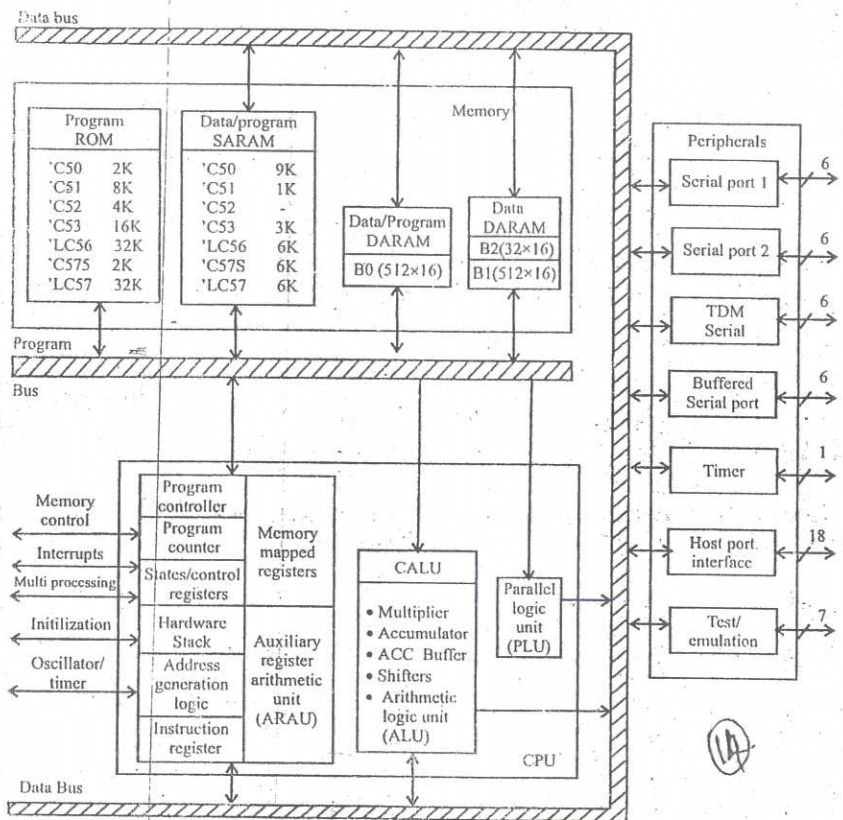 Data bus
Memory
Program
ROM
'C50 2K
'C51 8K
'C52 4K
'C53 16K
'LC56 32K
'C575 2K
'LC57 32K
Data/program
SARAM
'C50 9K
'C51 1K
'C52 -
'C53 3K
'LC56 6K
'C57S 6K
'LC57 6K
Data/Program
DARAM
B0 (512×16)
Data
DARAM
B2(32×16)
B1(512×16)
Program
Bus
Memory
control
Interrupts
Multi processing
Initilization
Oscillator/
timer
Program
controller
Program
counter
States/control
registers
Hardware
Stack
Address
generation
logic
Instruction
register
Memory
mapped
registers
Auxiliary
register
arithmetic
unit
(ARAU)
CALU
• Multiplier
• Accumulator
• ACC Buffer
• Shifters
• Arithmetic
logic unit
(ALU)
Parallel
logic
unit
(PLU)
CPU
Data Bus
Peripherals
Serial port 1
6
Serial port 2
6
TDM
Serial
6
Buffered
Serial port
6
Timer
1
Host port
interface
18
Test/
emulation
7